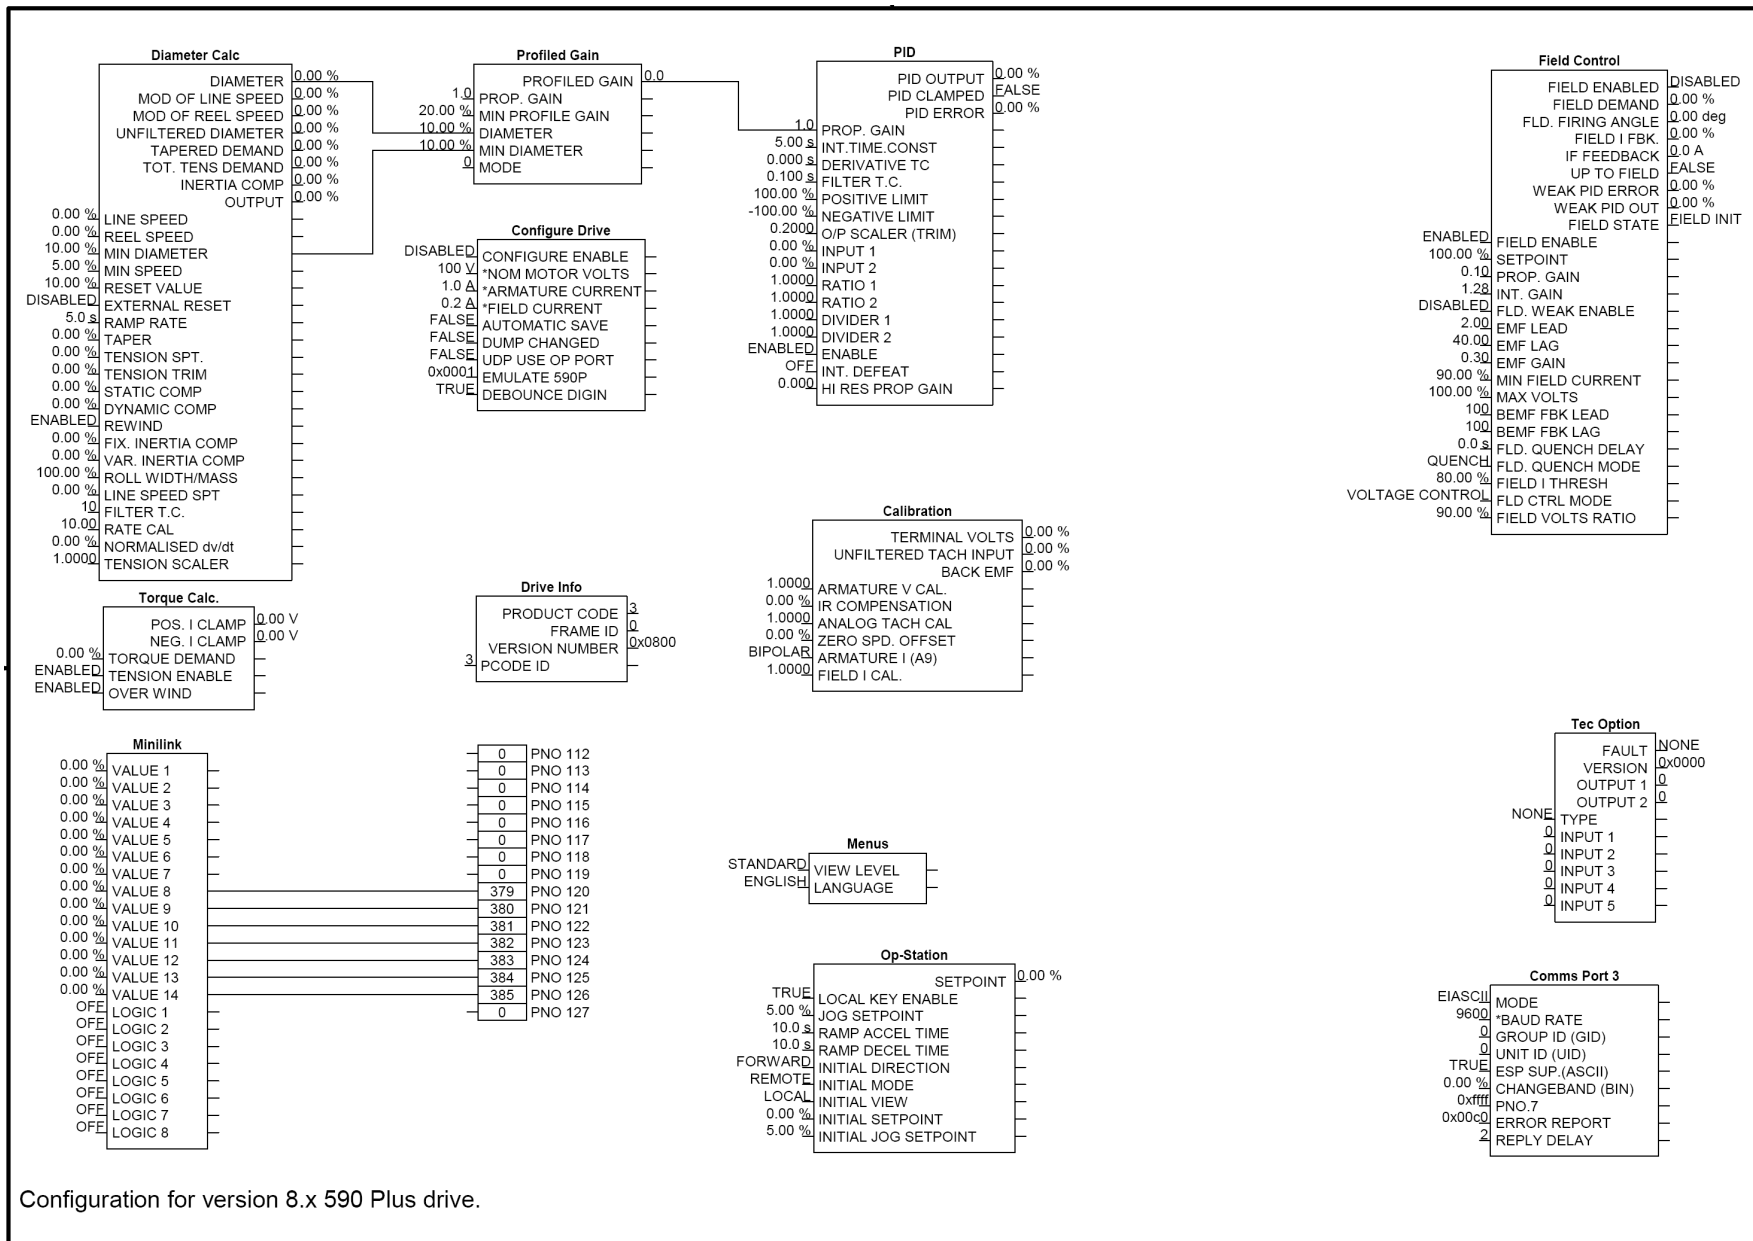 Diameter Calc
DIAMETER 0.00 %
MOD OF LINE SPEED 0.00 %
MOD OF REEL SPEED 0.00 %
UNFILTERED DIAMETER 0.00 %
TAPERED DEMAND 0.00 %
TOT. TENS DEMAND 0.00 %
INERTIA COMP 0.00 %
OUTPUT 0.00 %
0.00 % LINE SPEED
0.00 % REEL SPEED
10.00 % MIN DIAMETER
5.00 % MIN SPEED
10.00 % RESET VALUE
DISABLED EXTERNAL RESET
5.0 s RAMP RATE
0.00 % TAPER
0.00 % TENSION SPT.
0.00 % TENSION TRIM
0.00 % STATIC COMP
0.00 % DYNAMIC COMP
ENABLED REWIND
0.00 % FIX. INERTIA COMP
0.00 % VAR. INERTIA COMP
100.00 % ROLL WIDTH/MASS
0.00 % LINE SPEED SPT
10 FILTER T.C.
10.00 RATE CAL
0.00 % NORMALISED dv/dt
1.0000 TENSION SCALER
Torque Calc.
POS. I CLAMP 0.00 V
NEG. I CLAMP 0.00 V
0.00 % TORQUE DEMAND
ENABLED TENSION ENABLE
ENABLED OVER WIND
Minilink
0.00 % VALUE 1
0.00 % VALUE 2
0.00 % VALUE 3
0.00 % VALUE 4
0.00 % VALUE 5
0.00 % VALUE 6
0.00 % VALUE 7
0.00 % VALUE 8
0.00 % VALUE 9
0.00 % VALUE 10
0.00 % VALUE 11
0.00 % VALUE 12
0.00 % VALUE 13
0.00 % VALUE 14
OFF LOGIC 1
OFF LOGIC 2
OFF LOGIC 3
OFF LOGIC 4
OFF LOGIC 5
OFF LOGIC 6
OFF LOGIC 7
OFF LOGIC 8
Profiled Gain
PROFILED GAIN 0.0
1.0 PROP. GAIN
20.00 % MIN PROFILE GAIN
10.00 % DIAMETER
10.00 % MIN DIAMETER
0 MODE
Configure Drive
DISABLED CONFIGURE ENABLE
100 V *NOM MOTOR VOLTS
1.0 A *ARMATURE CURRENT
0.2 A *FIELD CURRENT
FALSE AUTOMATIC SAVE
FALSE DUMP CHANGED
FALSE UDP USE OP PORT
0x0001 EMULATE 590P
TRUE DEBOUNCE DIGIN
Drive Info
PRODUCT CODE 3
FRAME ID 0
VERSION NUMBER 0x0800
3 PCODE ID
0 PNO 112
0 PNO 113
0 PNO 114
0 PNO 115
0 PNO 116
0 PNO 117
0 PNO 118
0 PNO 119
379 PNO 120
380 PNO 121
381 PNO 122
382 PNO 123
383 PNO 124
384 PNO 125
385 PNO 126
0 PNO 127
PID
PID OUTPUT 0.00 %
PID CLAMPED FALSE
PID ERROR 0.00 %
1.0 PROP. GAIN
5.00 s INT.TIME.CONST
0.000 s DERIVATIVE TC
0.100 s FILTER T.C.
100.00 % POSITIVE LIMIT
-100.00 % NEGATIVE LIMIT
0.2000 O/P SCALER (TRIM)
0.00 % INPUT 1
0.00 % INPUT 2
1.0000 RATIO 1
1.0000 RATIO 2
1.0000 DIVIDER 1
1.0000 DIVIDER 2
ENABLED ENABLE
OFF INT. DEFEAT
0.000 HI RES PROP GAIN
Calibration
TERMINAL VOLTS 0.00 %
UNFILTERED TACH INPUT 0.00 %
BACK EMF 0.00 %
1.0000 ARMATURE V CAL.
0.00 % IR COMPENSATION
1.0000 ANALOG TACH CAL
0.00 % ZERO SPD. OFFSET
BIPOLAR ARMATURE I (A9)
1.0000 FIELD I CAL.
Menus
STANDARD VIEW LEVEL
ENGLISH LANGUAGE
Op-Station
SETPOINT 0.00 %
TRUE LOCAL KEY ENABLE
5.00 % JOG SETPOINT
10.0 s RAMP ACCEL TIME
10.0 s RAMP DECEL TIME
FORWARD INITIAL DIRECTION
REMOTE INITIAL MODE
LOCAL INITIAL VIEW
0.00 % INITIAL SETPOINT
5.00 % INITIAL JOG SETPOINT
Field Control
FIELD ENABLED DISABLED
FIELD DEMAND 0.00 %
FLD. FIRING ANGLE 0.00 deg
FIELD I FBK. 0.00 %
IF FEEDBACK 0.0 A
UP TO FIELD FALSE
WEAK PID ERROR 0.00 %
WEAK PID OUT 0.00 %
FIELD STATE FIELD INIT
ENABLED FIELD ENABLE
100.00 % SETPOINT
0.10 PROP. GAIN
1.28 INT. GAIN
DISABLED FLD. WEAK ENABLE
2.00 EMF LEAD
40.00 EMF LAG
0.30 EMF GAIN
90.00 % MIN FIELD CURRENT
100.00 % MAX VOLTS
100 BEMF FBK LEAD
100 BEMF FBK LAG
0.0 s FLD. QUENCH DELAY
QUENCH FLD. QUENCH MODE
80.00 % FIELD I THRESH
VOLTAGE CONTROL FLD CTRL MODE
90.00 % FIELD VOLTS RATIO
Tec Option
FAULT NONE
VERSION 0x0000
OUTPUT 1 0
OUTPUT 2 0
NONE TYPE
0 INPUT 1
0 INPUT 2
0 INPUT 3
0 INPUT 4
0 INPUT 5
Comms Port 3
EIASCII MODE
9600 *BAUD RATE
0 GROUP ID (GID)
0 UNIT ID (UID)
TRUE ESP SUP.(ASCII)
0.00 % CHANGEBAND (BIN)
0xffff PNO.7
0x00c0 ERROR REPORT
2 REPLY DELAY
Configuration for version 8.x 590 Plus drive.